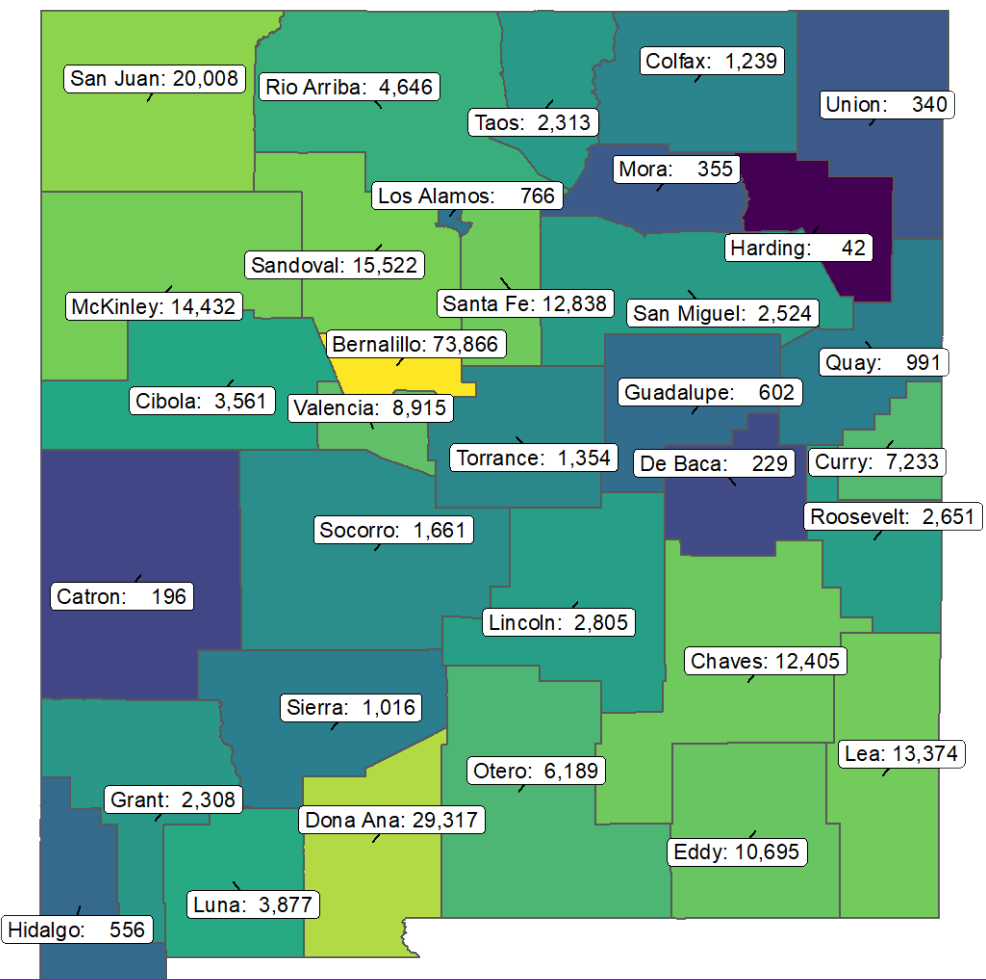 San Juan: 20,008
Rio Arriba: 4,646
Colfax: 1,239
Union: 340
Taos: 2,313
Mora: 355
Los Alamos: 766
Harding: 42
Sandoval: 15,522
McKinley: 14,432
Santa Fe: 12,838
San Miguel: 2,524
Bernalillo: 73,866
Quay: 991
Guadalupe: 602
Cibola: 3,561
Valencia: 8,915
Torrance: 1,354
De Baca: 229
Curry: 7,233
Roosevelt: 2,651
Socorro: 1,661
Catron: 196
Lincoln: 2,805
Chaves: 12,405
Sierra: 1,016
Lea: 13,374
Otero: 6,189
Grant: 2,308
Dona Ana: 29,317
Eddy: 10,695
Luna: 3,877
Hidalgo: 556